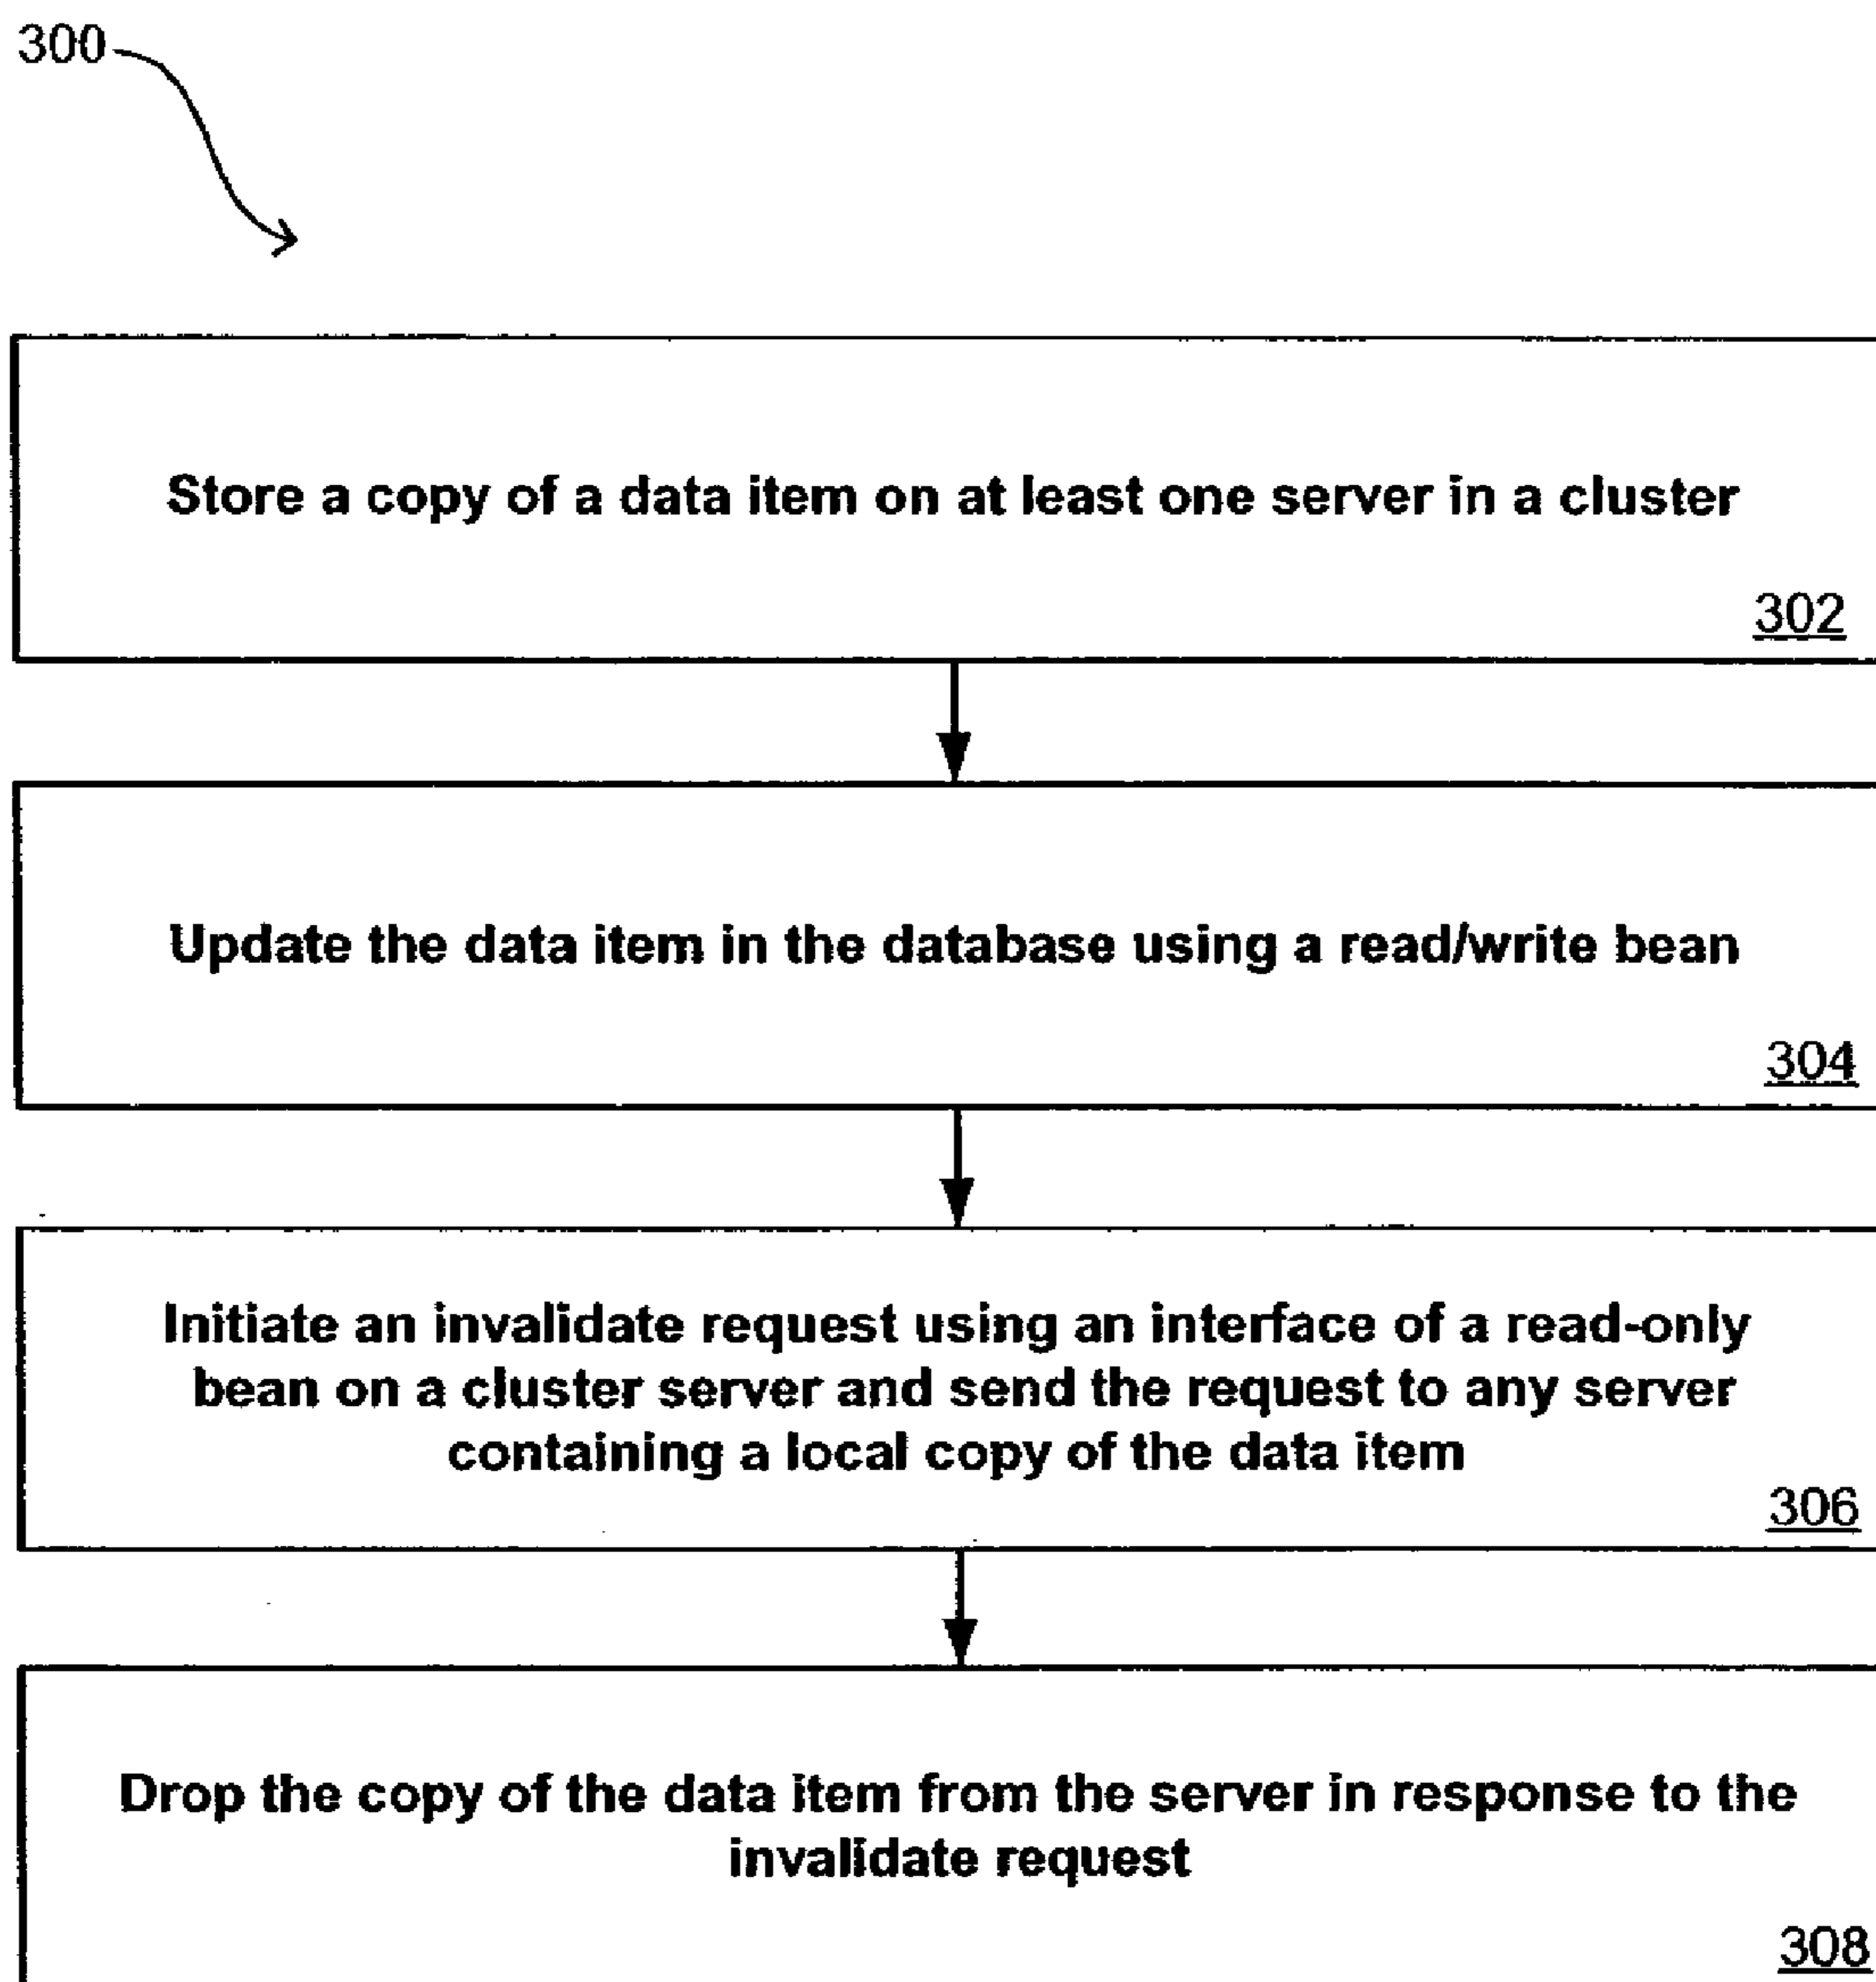 300
Store a copy of a data item on at least one server in a cluster
302
Update the data item in the database using a read/write bean
304
Initiate an invalidate request using an interface of a read-only
bean on a cluster server and send the request to any server
containing a local copy of the data item
306
Drop the copy of the data item from the server in response to the
invalidate request
308